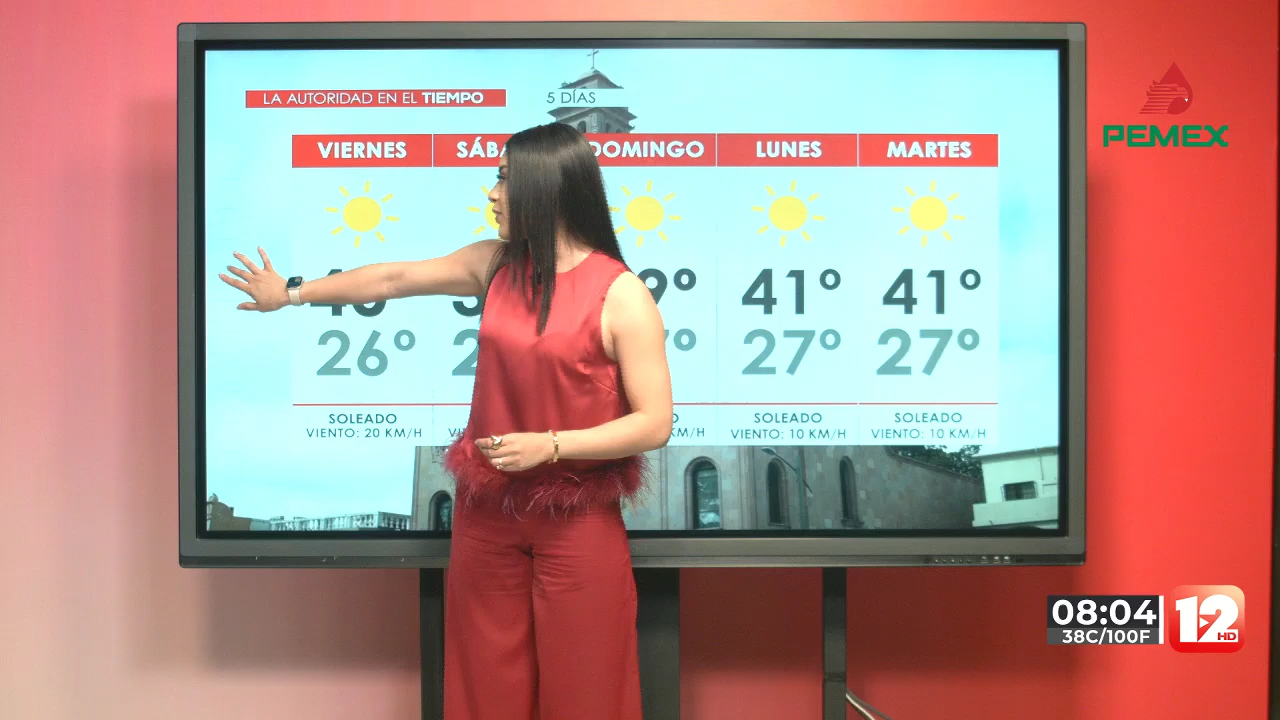 LA AUTORIDAD EN EL TIEMPO
5 DÍAS
PEMEX
VIERNES
DOMINGO
LUNES
MARTES
41°
41°
26°
27°
27°
SOLEADO
SOLEADO
SOLEADO
VIENTO: 20 KM/H
KM/H
VIENTO: 10 KM/H
VIENTO: 10 KM/H
08:04
38C/100F
12
HD